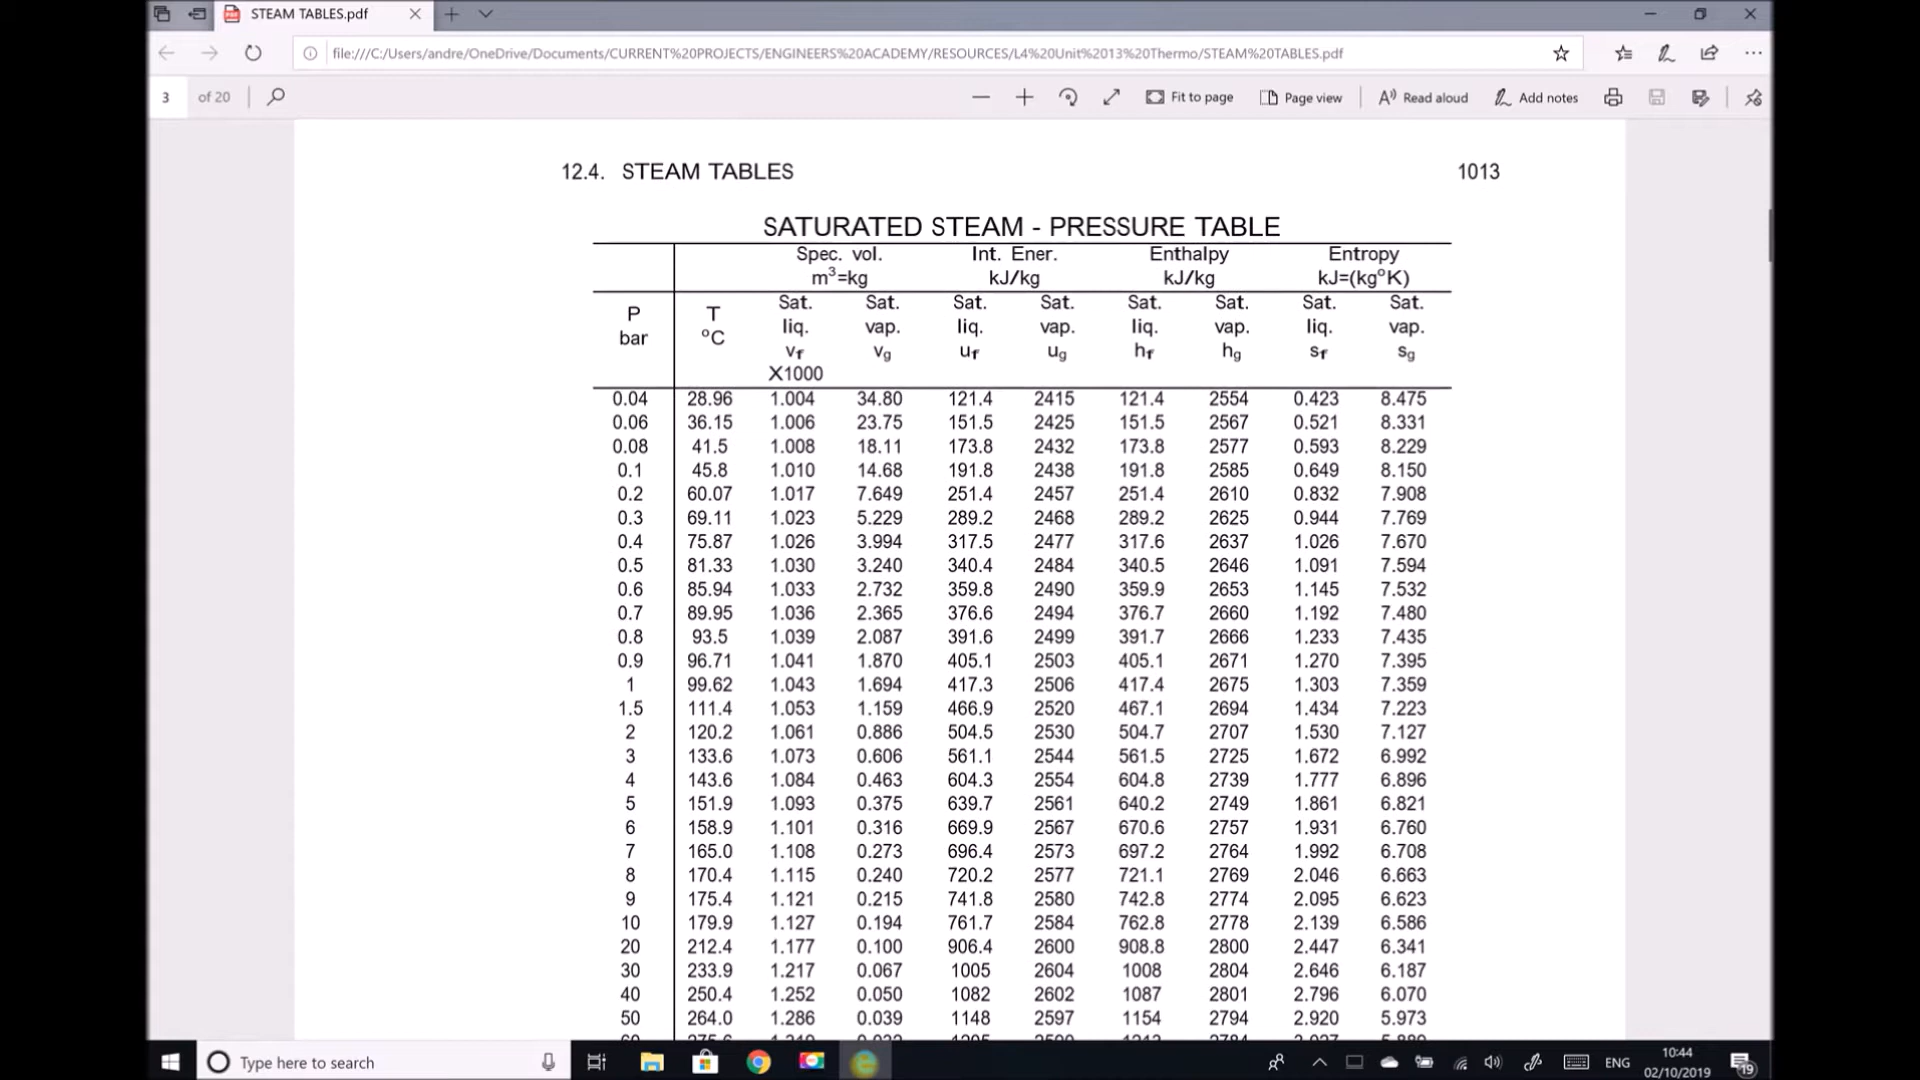 STEAM TABLES.pdf
file:///C:/Users/andre/OneDrive/Documents/CURRENT%20PROJECTS/ENGINEERS%20ACADEMY/RESOURCES/L4%20Unit%2013%20Thermo/STEAM%20TABLES.pdf
3 of 20 Fit to page Page view Read aloud Add notes
12.4. STEAM TABLES 1013
SATURATED STEAM - PRESSURE TABLE
Spec. vol. Int. Ener. Enthalpy Entropy
m³=kg kJ/kg kJ/kg kJ=(kg°K)
Sat. Sat. Sat. Sat. Sat. Sat. Sat. Sat.
P T liq. vap. liq. vap. liq. vap. liq. vap.
bar °C vf vg uf ug hf hg sf sg
X1000
0.04 28.96 1.004 34.80 121.4 2415 121.4 2554 0.423 8.475
0.06 36.15 1.006 23.75 151.5 2425 151.5 2567 0.521 8.331
0.08 41.5 1.008 18.11 173.8 2432 173.8 2577 0.593 8.229
0.1 45.8 1.010 14.68 191.8 2438 191.8 2585 0.649 8.150
0.2 60.07 1.017 7.649 251.4 2457 251.4 2610 0.832 7.908
0.3 69.11 1.023 5.229 289.2 2468 289.2 2625 0.944 7.769
0.4 75.87 1.026 3.994 317.5 2477 317.6 2637 1.026 7.670
0.5 81.33 1.030 3.240 340.4 2484 340.5 2646 1.091 7.594
0.6 85.94 1.033 2.732 359.8 2490 359.9 2653 1.145 7.532
0.7 89.95 1.036 2.365 376.6 2494 376.7 2660 1.192 7.480
0.8 93.5 1.039 2.087 391.6 2499 391.7 2666 1.233 7.435
0.9 96.71 1.041 1.870 405.1 2503 405.1 2671 1.270 7.395
1 99.62 1.043 1.694 417.3 2506 417.4 2675 1.303 7.359
1.5 111.4 1.053 1.159 466.9 2520 467.1 2694 1.434 7.223
2 120.2 1.061 0.886 504.5 2530 504.7 2707 1.530 7.127
3 133.6 1.073 0.606 561.1 2544 561.5 2725 1.672 6.992
4 143.6 1.084 0.463 604.3 2554 604.8 2739 1.777 6.896
5 151.9 1.093 0.375 639.7 2561 640.2 2749 1.861 6.821
6 158.9 1.101 0.316 669.9 2567 670.6 2757 1.931 6.760
7 165.0 1.108 0.273 696.4 2573 697.2 2764 1.992 6.708
8 170.4 1.115 0.240 720.2 2577 721.1 2769 2.046 6.663
9 175.4 1.121 0.215 741.8 2580 742.8 2774 2.095 6.623
10 179.9 1.127 0.194 761.7 2584 762.8 2778 2.139 6.586
20 212.4 1.177 0.100 906.4 2600 908.8 2800 2.447 6.341
30 233.9 1.217 0.067 1005 2604 1008 2804 2.646 6.187
40 250.4 1.252 0.050 1082 2602 1087 2801 2.796 6.070
50 264.0 1.286 0.039 1148 2597 1154 2794 2.920 5.973
Type here to search
ENG
10:44
02/10/2019
19